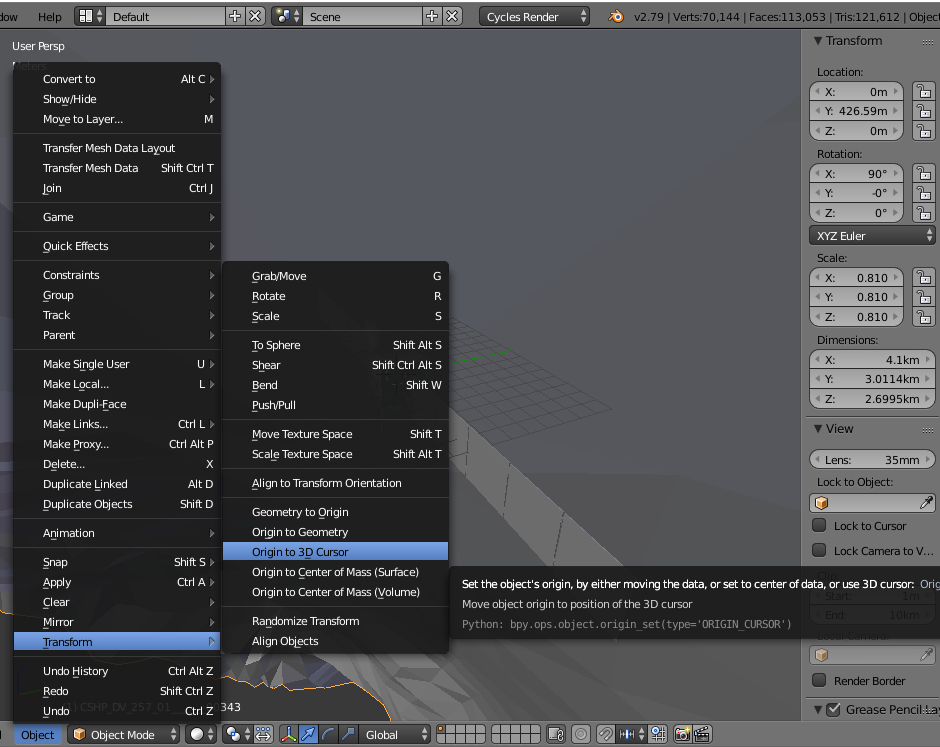 dow Help Default Scene Cycles Render v2.79 | Verts:70,144 | Faces:113,053 | Tris:121,612 | Object
User Persp
Meters
Convert to Alt C
Show/Hide
Move to Layer... M
Transfer Mesh Data Layout
Transfer Mesh Data Shift Ctrl T
Join Ctrl J
Game
Quick Effects
Constraints
Group
Track
Parent
Make Single User U
Make Local... L
Make Dupli-Face
Make Links... Ctrl L
Make Proxy... Ctrl Alt P
Delete... X
Duplicate Linked Alt D
Duplicate Objects Shift D
Animation
Snap Shift S
Apply Ctrl A
Clear
Mirror
Transform
Undo History Ctrl Alt Z
Redo Shift Ctrl Z
Undo Ctrl Z
Grab/Move G
Rotate R
Scale S
To Sphere Shift Alt S
Shear Shift Ctrl Alt S
Bend Shift W
Push/Pull
Move Texture Space Shift T
Scale Texture Space Shift Alt T
Align to Transform Orientation
Geometry to Origin
Origin to Geometry
Origin to 3D Cursor
Origin to Center of Mass (Surface)
Origin to Center of Mass (Volume)
Randomize Transform
Align Objects
Set the object's origin, by either moving the data, or set to center of data, or use 3D cursor: Orig
Move object origin to position of the 3D cursor
Python: bpy.ops.object.origin_set(type='ORIGIN_CURSOR')
Transform
Location:
X: 0m
Y: 426.59m
Z: 0m
Rotation:
X: 90°
Y: -0°
Z: 0°
XYZ Euler
Scale:
X: 0.810
Y: 0.810
Z: 0.810
Dimensions:
X: 4.1km
Y: 3.0114km
Z: 2.6995km
View
Lens: 35mm
Lock to Object:
Lock to Cursor
Lock Camera to V...
Start: 1m
End: 10km
Local Camera:
Render Border
Grease Pencil Lay
(1) CSHP_DV_257_01 0343
Object Object Mode Global